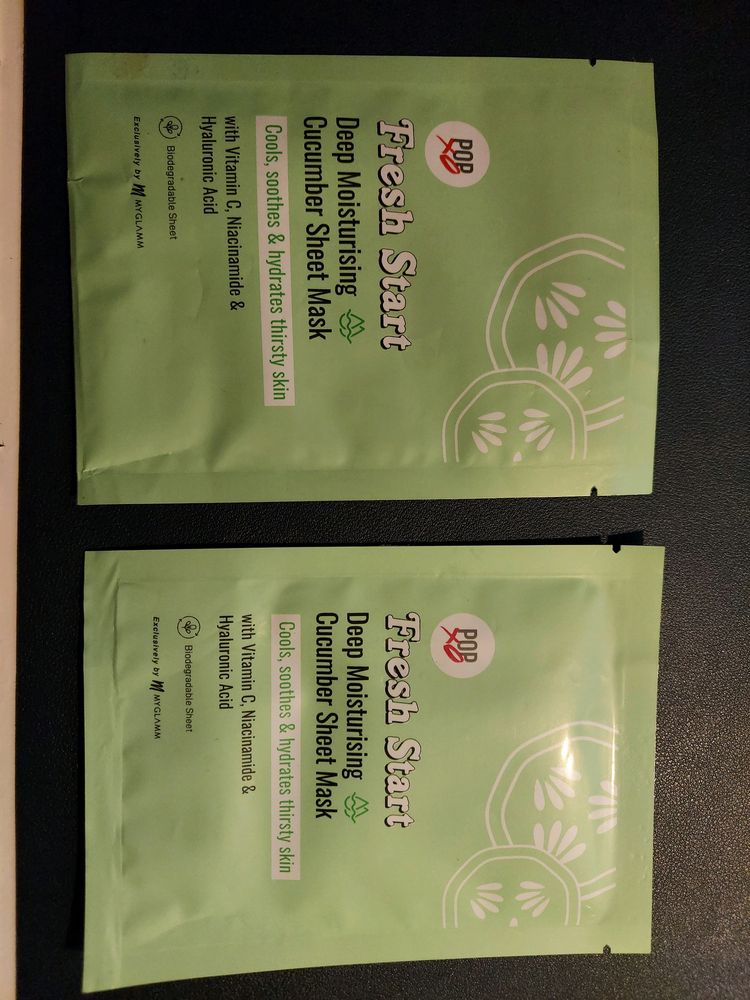 POP
xo
Fresh Start
Deep Moisturising
Cucumber Sheet Mask
Cools, soothes & hydrates thirsty skin
with Vitamin C, Niacinamide &
Hyaluronic Acid
Biodegradable Sheet
Exclusively by M MYGLAMM
POP
xo
Fresh Start
Deep Moisturising
Cucumber Sheet Mask
Cools, soothes & hydrates thirsty skin
with Vitamin C, Niacinamide &
Hyaluronic Acid
Biodegradable Sheet
Exclusively by M MYGLAMM